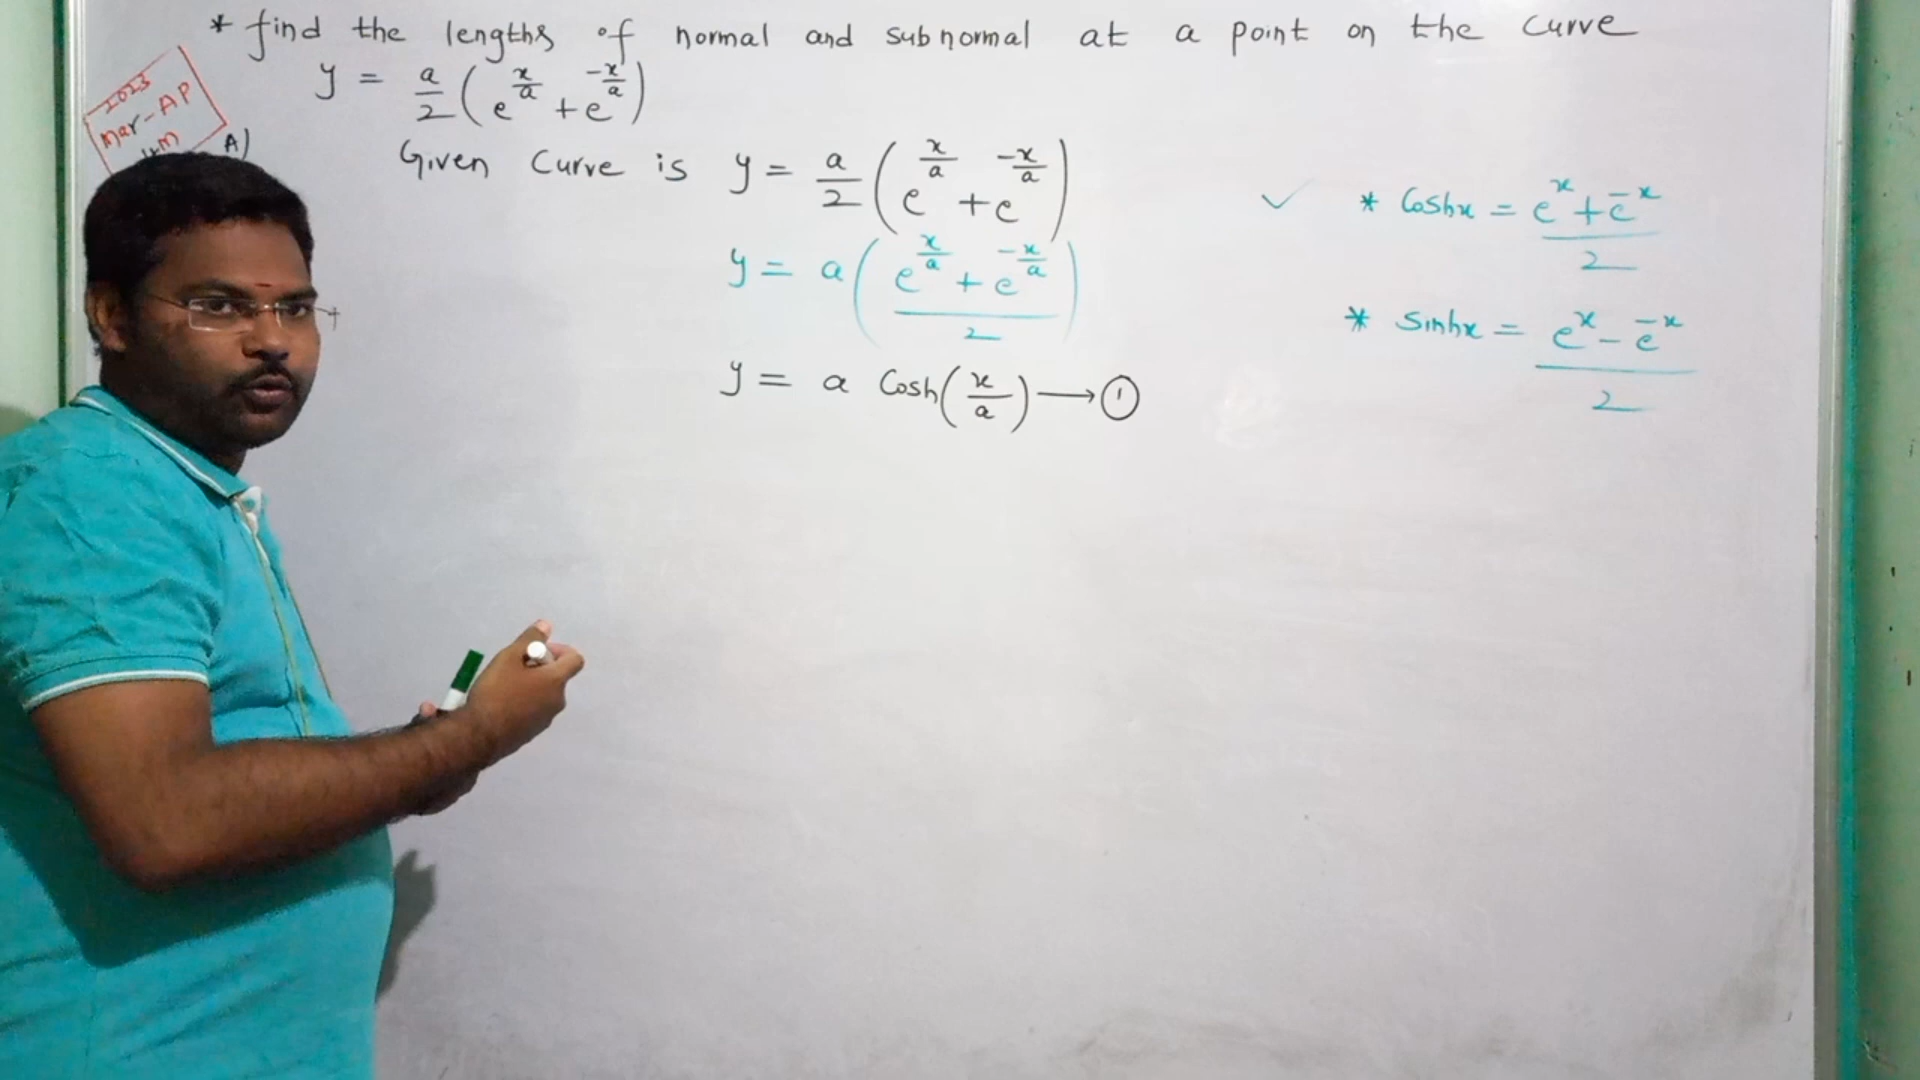 * find the lengths of normal and subnormal at a point on the curve
y = a/2 (e^(x/a) + e^(-x/a))
2023
Mar-AP
A)
Given Curve is y = a/2 (e^(x/a) + e^(-x/a))
y = a((e^(x/a) + e^(-x/a))/2)
y = a Cosh(x/a) → ①
✓ * Coshx = (e^x + e^-x)/2
* Sinhx = (e^x - e^-x)/2